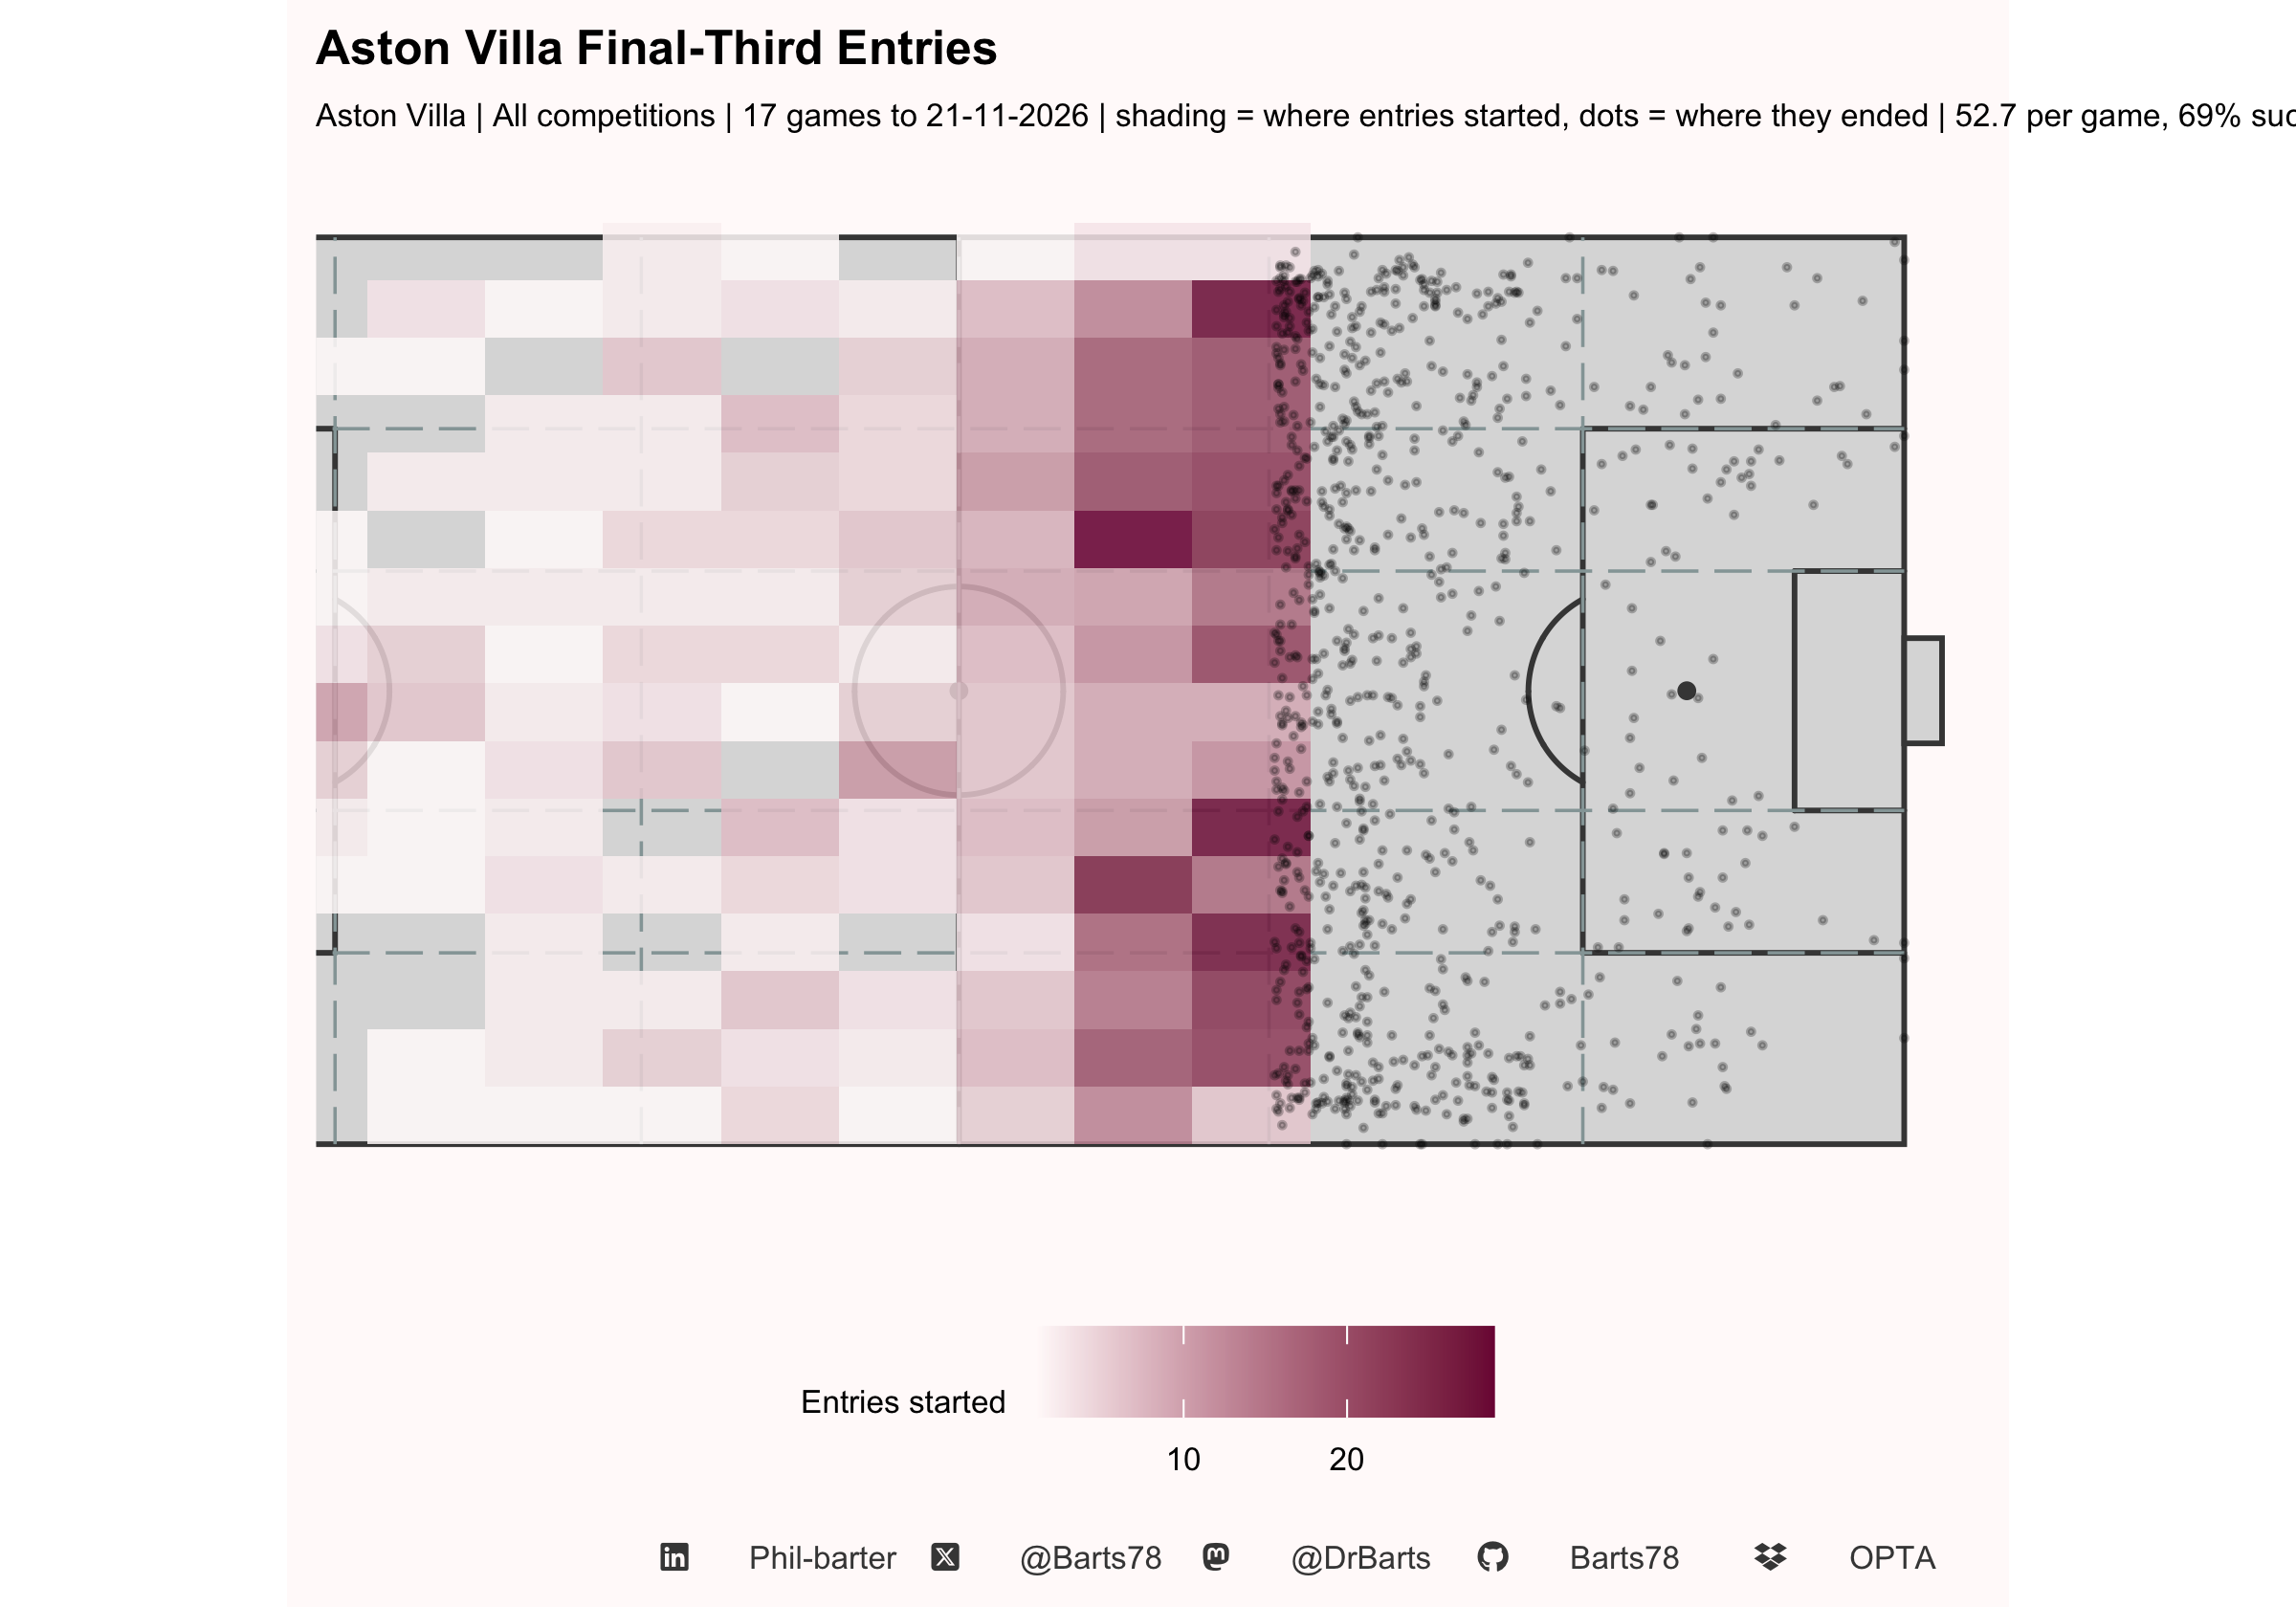 Aston Villa Final-Third Entries
Aston Villa | All competitions | 17 games to 21-11-2026 | shading = where entries started, dots = where they ended | 52.7 per game, 69%
Entries started
10 20
Phil-barter @Barts78 @DrBarts Barts78 OPTA